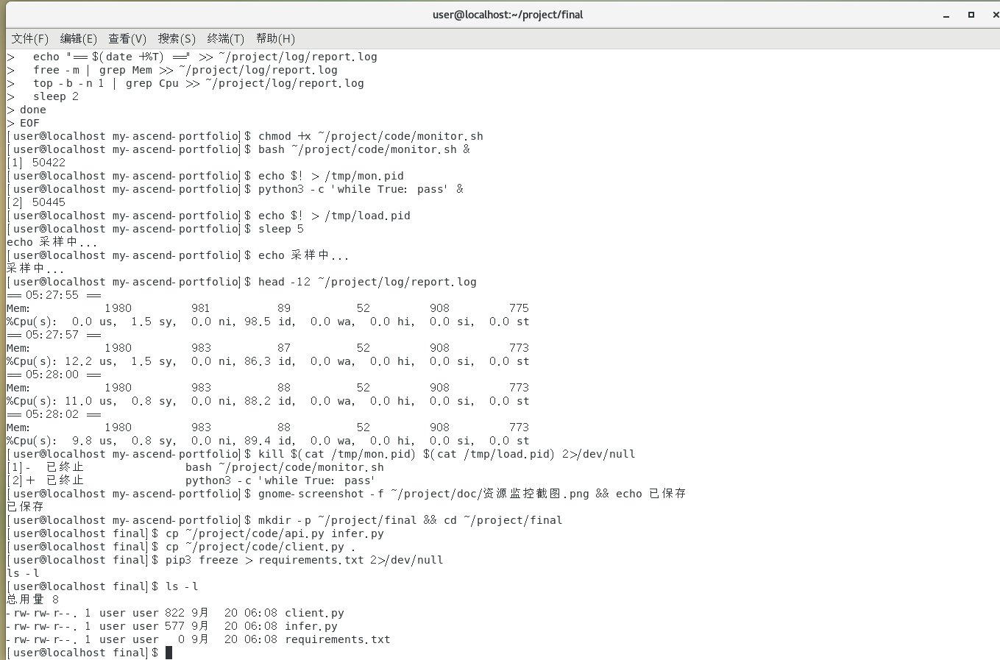 user@localhost:~/project/final
文件(F) 编辑(E) 查看(V) 搜索(S) 终端(T) 帮助(H)
>   echo "== $(date +%T) ==" >> ~/project/log/report.log
>   free -m | grep Mem >> ~/project/log/report.log
>   top -b -n 1 | grep Cpu >> ~/project/log/report.log
>   sleep 2
> done
> EOF
[user@localhost my-ascend-portfolio]$ chmod +x ~/project/code/monitor.sh
[user@localhost my-ascend-portfolio]$ bash ~/project/code/monitor.sh &
[1] 50422
[user@localhost my-ascend-portfolio]$ echo $! > /tmp/mon.pid
[user@localhost my-ascend-portfolio]$ python3 -c 'while True: pass' &
[2] 50445
[user@localhost my-ascend-portfolio]$ echo $! > /tmp/load.pid
[user@localhost my-ascend-portfolio]$ sleep 5
echo 采样中...
[user@localhost my-ascend-portfolio]$ echo 采样中...
采样中...
[user@localhost my-ascend-portfolio]$ head -12 ~/project/log/report.log
== 05:27:55 ==
Mem:           1980         981          89          52         908         775
%Cpu(s):  0.0 us,  1.5 sy,  0.0 ni, 98.5 id,  0.0 wa,  0.0 hi,  0.0 si,  0.0 st
== 05:27:57 ==
Mem:           1980         983          87          52         908         773
%Cpu(s): 12.2 us,  1.5 sy,  0.0 ni, 86.3 id,  0.0 wa,  0.0 hi,  0.0 si,  0.0 st
== 05:28:00 ==
Mem:           1980         983          88          52         908         773
%Cpu(s): 11.0 us,  0.8 sy,  0.0 ni, 88.2 id,  0.0 wa,  0.0 hi,  0.0 si,  0.0 st
== 05:28:02 ==
Mem:           1980         983          88          52         908         773
%Cpu(s):  9.8 us,  0.8 sy,  0.0 ni, 89.4 id,  0.0 wa,  0.0 hi,  0.0 si,  0.0 st
[user@localhost my-ascend-portfolio]$ kill $(cat /tmp/mon.pid) $(cat /tmp/load.pid) 2>/dev/null
[1]-  已终止               bash ~/project/code/monitor.sh
[2]+  已终止               python3 -c 'while True: pass'
[user@localhost my-ascend-portfolio]$ gnome-screenshot -f ~/project/doc/资源监控截图.png && echo 已保存
已保存
[user@localhost my-ascend-portfolio]$ mkdir -p ~/project/final && cd ~/project/final
[user@localhost final]$ cp ~/project/code/api.py infer.py
[user@localhost final]$ cp ~/project/code/client.py .
[user@localhost final]$ pip3 freeze > requirements.txt 2>/dev/null
ls -l
[user@localhost final]$ ls -l
总用量 8
-rw-rw-r--. 1 user user 822 9月  20 06:08 client.py
-rw-rw-r--. 1 user user 577 9月  20 06:08 infer.py
-rw-rw-r--. 1 user user   0 9月  20 06:08 requirements.txt
[user@localhost final]$